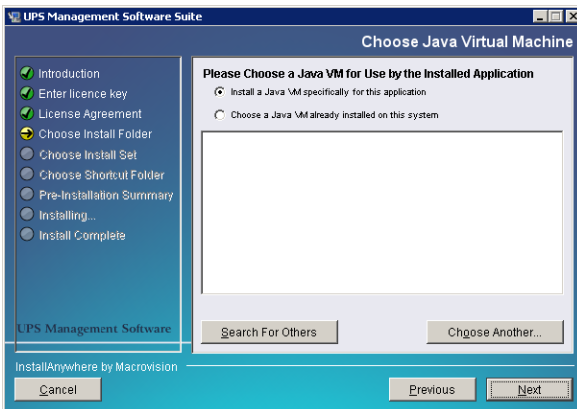 UPS Management Software Suite
Choose Java Virtual Machine
Introduction
Enter licence key
License Agreement
Choose Install Folder
Choose Install Set
Choose Shortcut Folder
Pre-Installation Summary
Installing...
Install Complete
UPS Management Software
Please Choose a Java VM for Use by the Installed Application
Install a Java VM specifically for this application
Choose a Java VM already installed on this system
Search For Others
Choose Another...
InstallAnywhere by Macrovision
Cancel
Previous
Next